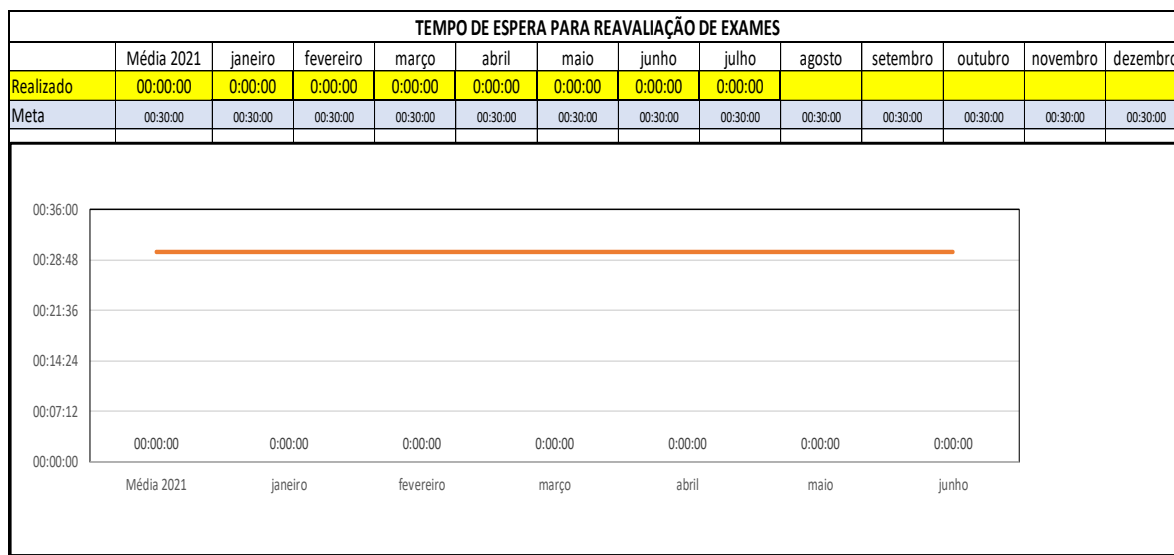 TEMPO DE ESPERA PARA REAVALIAÇÃO DE EXAMES
Média 2021 janeiro fevereiro março abril maio junho julho agosto setembro outubro novembro dezembro
Realizado 00:00:00 0:00:00 0:00:00 0:00:00 0:00:00 0:00:00 0:00:00 0:00:00
Meta 00:30:00 00:30:00 00:30:00 00:30:00 00:30:00 00:30:00 00:30:00 00:30:00 00:30:00 00:30:00 00:30:00 00:30:00 00:30:00
00:36:00
00:28:48
00:21:36
00:14:24
00:07:12
00:00:00 0:00:00 0:00:00 0:00:00 0:00:00 0:00:00 0:00:00
00:00:00
Média 2021 janeiro fevereiro março abril maio junho